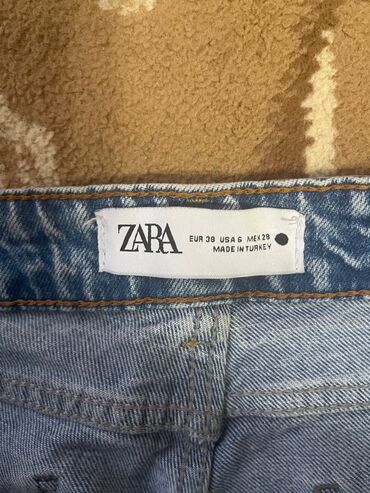 ZARA
EUR 38 USA 6 MEX 28
MADE IN TURKEY